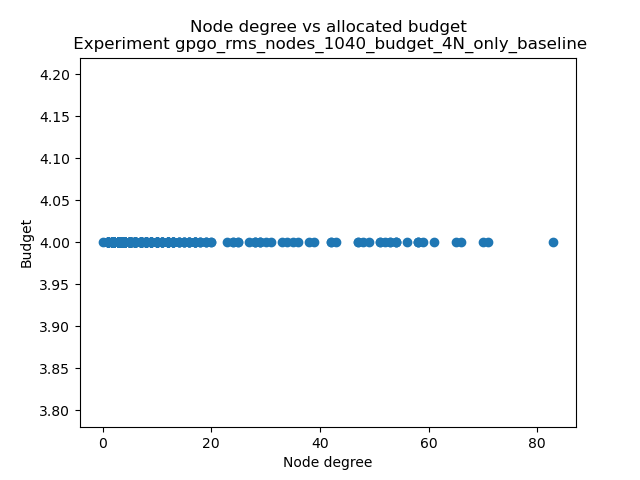 Node degree vs allocated budget
Experiment gpgo_rms_nodes_1040_budget_4N_only_baseline
4.20
4.15
4.10
4.05
4.00
3.95
3.90
3.85
3.80
Budget
0 20 40 60 80
Node degree